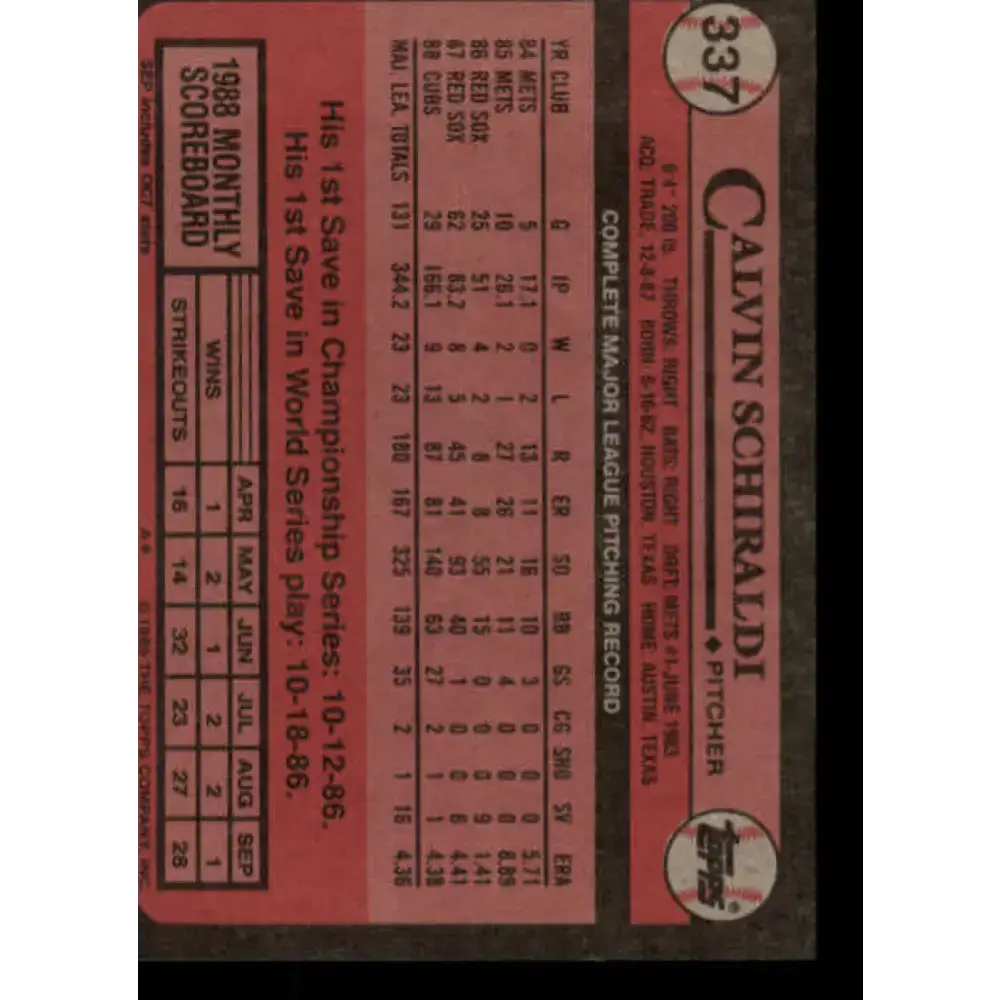 337
CALVIN SCHIRALDI ♦ PITCHER
Topps®
6'4" 200 lb. THROWS: RIGHT BATS: RIGHT DRAFT: METS #1-JUNE 1983
ACQ. TRADE, 12-8-87 BORN: 6-16-62, HOUSTON, TEXAS HOME: AUSTIN, TEXAS
COMPLETE MAJOR LEAGUE PITCHING RECORD
YR CLUB G IP W L R ER SO BB GS CG SHO SV ERA
84 METS 5 17.1 0 2 13 11 16 10 3 0 0 0 5.71
85 METS 10 26.1 2 1 27 26 21 11 4 0 0 0 8.89
86 RED SOX 25 51 4 2 8 8 55 15 0 0 0 9 1.41
87 RED SOX 62 83.2 8 5 45 41 93 40 1 0 0 6 4.41
88 CUBS 29 166.1 9 13 87 81 140 63 27 2 1 1 4.38
MAJ. LEA. TOTALS 131 344.2 23 23 180 167 325 139 35 2 1 16 4.36
His 1st Save in Championship Series: 10-12-86.
His 1st Save in World Series play: 10-18-86.
1988 MONTHLY SCOREBOARD
APR MAY JUN JUL AUG SEP
WINS 1 2 1 2 2 1
STRIKEOUTS 16 14 32 23 27 28
SEP includes OCT stats
THE TOPPS COMPANY, INC.